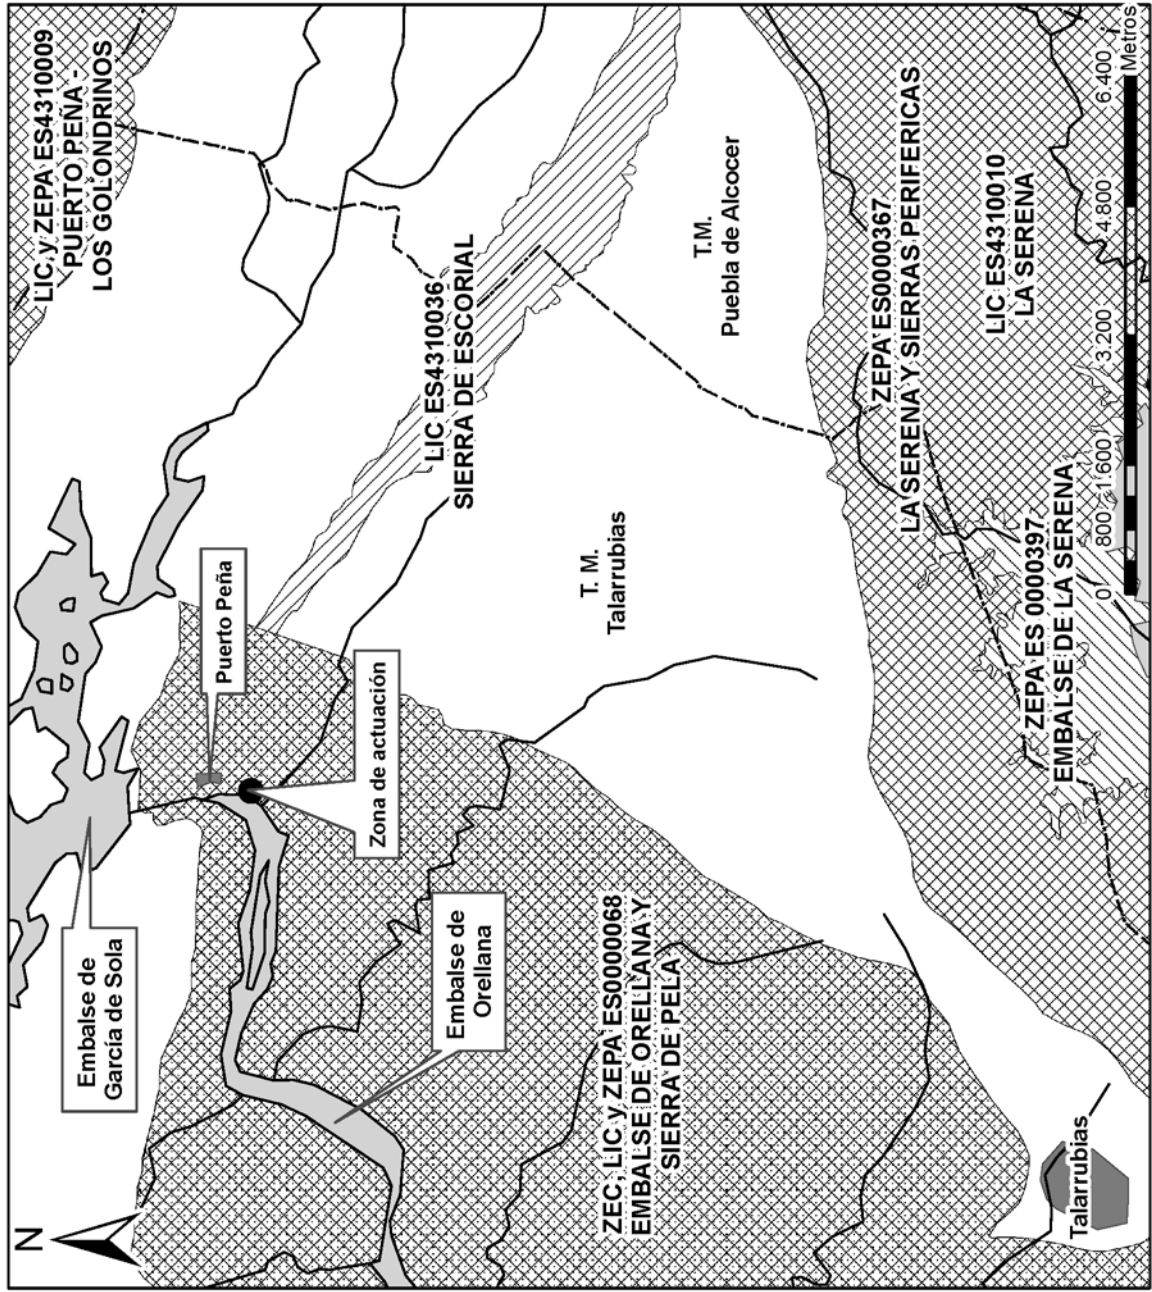 N
LIC y ZEPA ES4310009
PUERTO PEÑA -
LOS GOLONDRINOS
Embalse de
García de Sola
Puerto Peña
Zona de actuación
LIC ES4310036
SIERRA DE ESCORIAL
Embalse de
Orellana
T. M.
Talarrubias
T.M.
Puebla de Alcocer
ZEC, LIC y ZEPA ES0000068
EMBALSE DE ORELLANA Y
SIERRA DE PELA
ZEPA ES0000367
LA SERENA Y SIERRAS PERIFERICAS
LIC ES4310010
LA SERENA
ZEPA ES 0000397
EMBALSE DE LA SERENA
Talarrubias
0 800 1.600 3.200 4.800 6.400
Metros